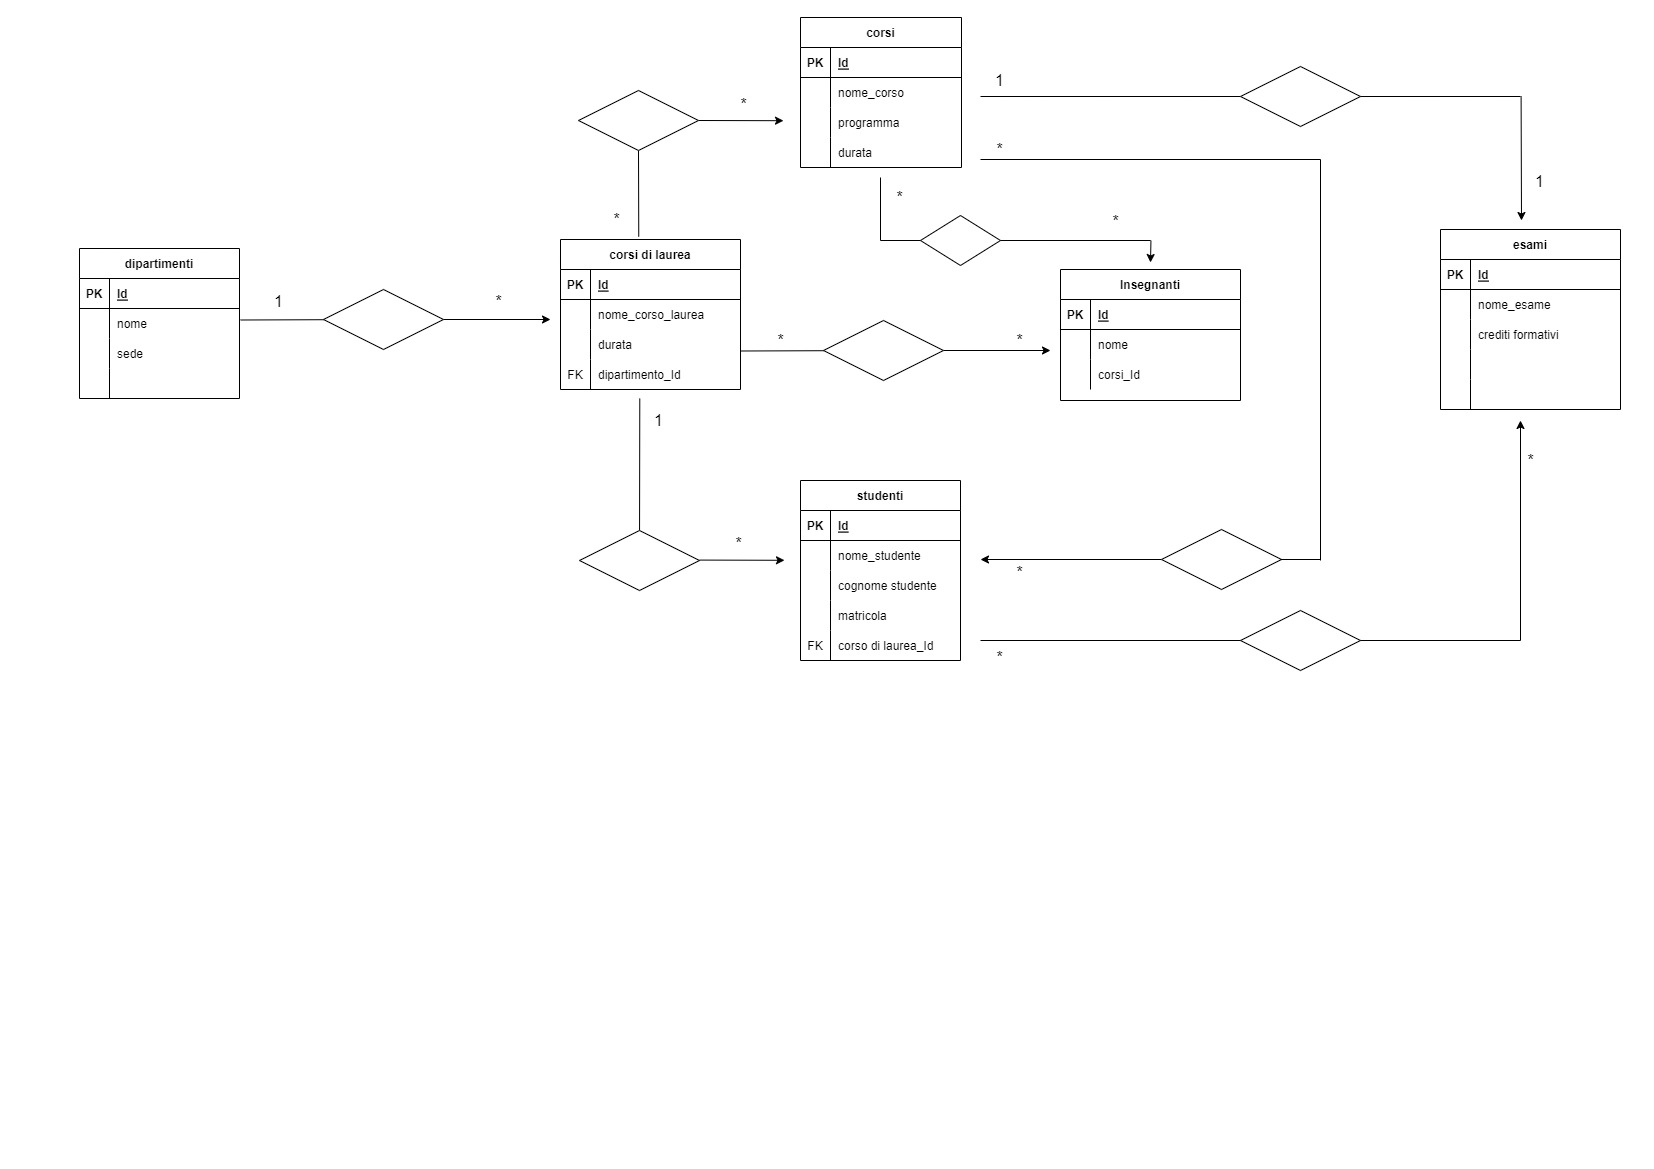 corsi
PK Id
nome_corso
programma
durata
1
*
*
*
1
*
*
*
dipartimenti
PK Id
nome
sede
1
*
corsi di laurea
PK Id
nome_corso_laurea
durata
FK dipartimento_Id
*
*
Insegnanti
PK Id
nome
corsi_Id
esami
PK Id
nome_esame
crediti formativi
1
*
*
studenti
PK Id
nome_studente
cognome studente
matricola
FK corso di laurea_Id
*
*